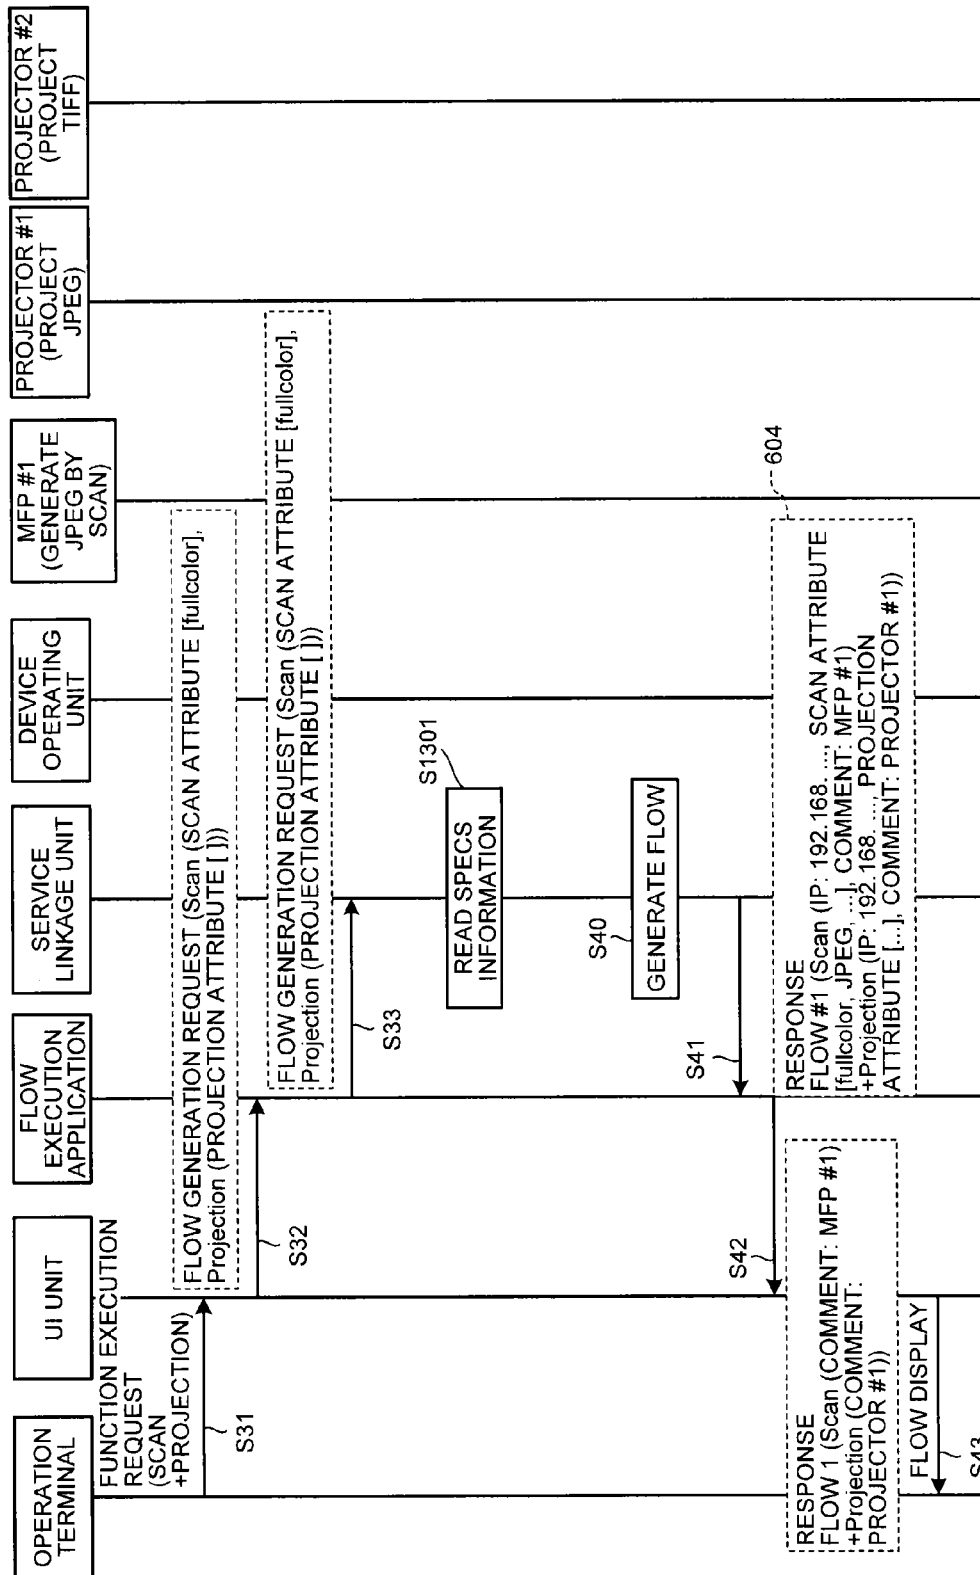 OPERATION
TERMINAL
UI UNIT
FLOW
EXECUTION
APPLICATION
SERVICE
LINKAGE UNIT
DEVICE
OPERATING
UNIT
MFP #1
(GENERATE
JPEG BY
SCAN)
PROJECTOR #1
(PROJECT
JPEG)
PROJECTOR #2
(PROJECT
TIFF)
FUNCTION EXECUTION
REQUEST
(SCAN
+PROJECTION)
S31
FLOW GENERATION REQUEST (Scan (SCAN ATTRIBUTE [fullcolor],
Projection (PROJECTION ATTRIBUTE [ ]))
S32
FLOW GENERATION REQUEST (Scan (SCAN ATTRIBUTE [fullcolor],
Projection (PROJECTION ATTRIBUTE [ ]))
S33
S1301
READ SPECS
INFORMATION
S40
GENERATE FLOW
S41
604
RESPONSE
FLOW #1 (Scan (IP: 192.168. ..., SCAN ATTRIBUTE
[fullcolor, JPEG, ...], COMMENT: MFP #1)
+Projection (IP: 192.168. ..., PROJECTION
ATTRIBUTE [...], COMMENT: PROJECTOR #1))
S42
RESPONSE
FLOW 1 (Scan (COMMENT: MFP #1)
+Projection (COMMENT:
PROJECTOR #1))
FLOW DISPLAY
S43